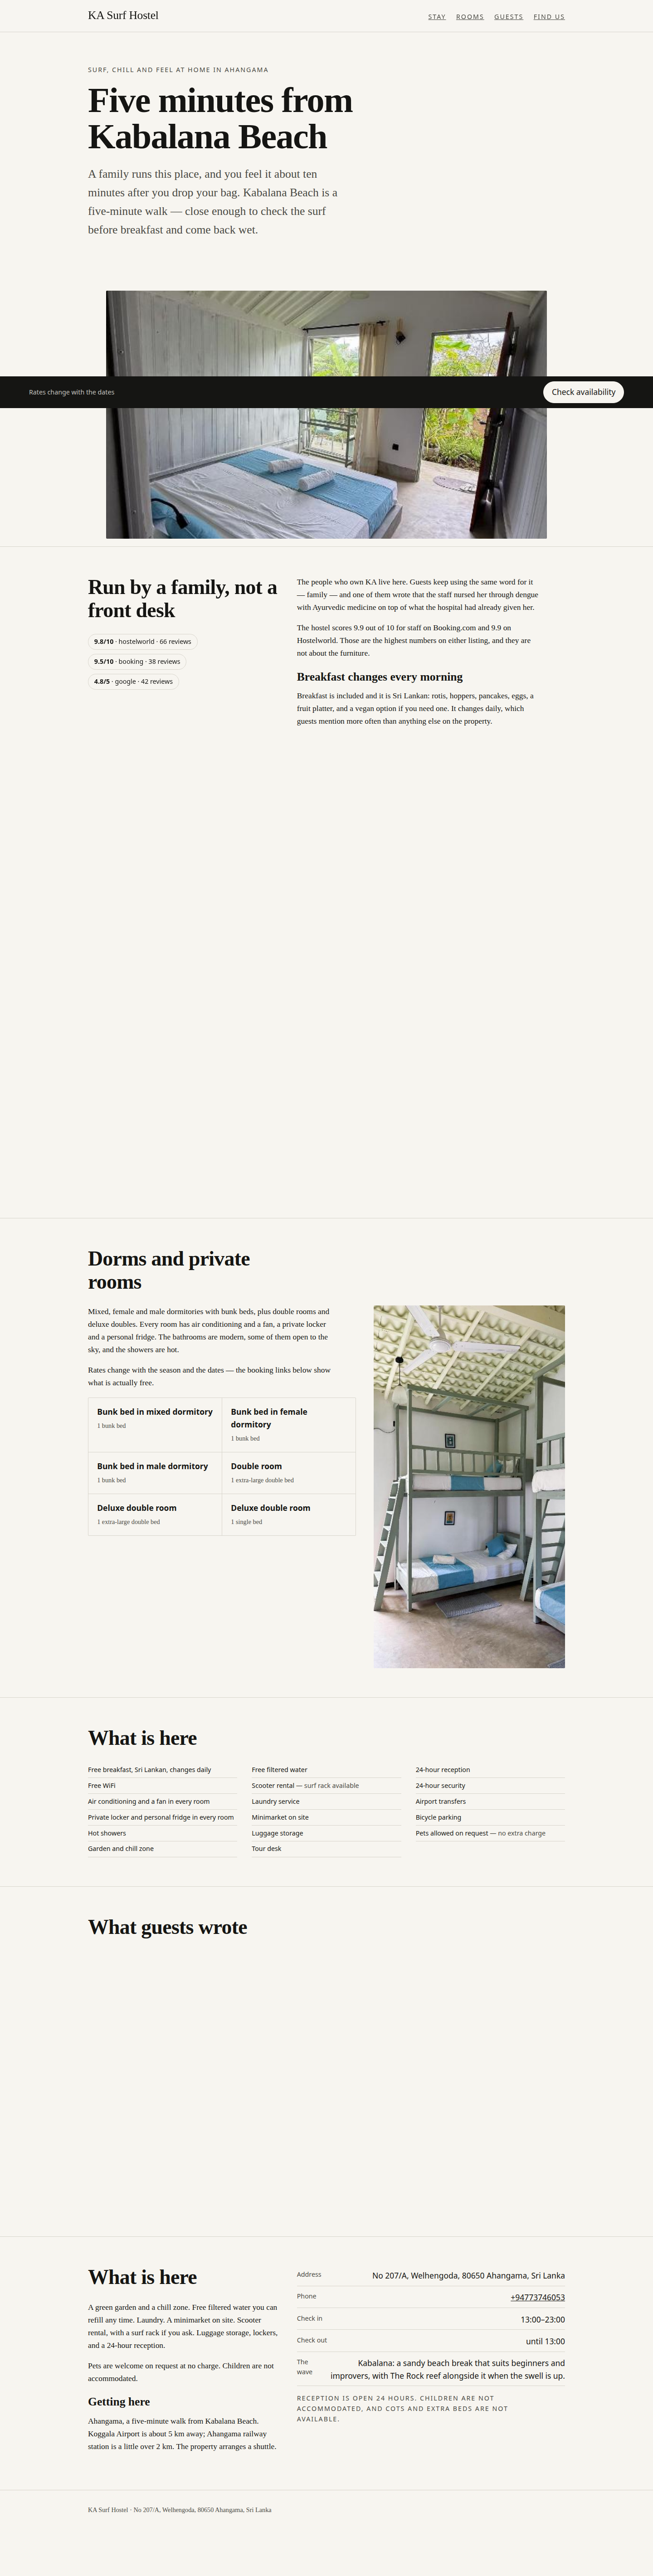 KA Surf Hostel
STAY ROOMS GUESTS FIND US
SURF, CHILL AND FEEL AT HOME IN AHANGAMA
Five minutes from
Kabalana Beach
A family runs this place, and you feel it about ten
minutes after you drop your bag. Kabalana Beach is a
five-minute walk — close enough to check the surf
before breakfast and come back wet.
Rates change with the dates
Check availability
Run by a family, not a
front desk
9.8/10 · hostelworld · 66 reviews
9.5/10 · booking · 38 reviews
4.8/5 · google · 42 reviews
The people who own KA live here. Guests keep using the same word for it
— family — and one of them wrote that the staff nursed her through dengue
with Ayurvedic medicine on top of what the hospital had already given her.
The hostel scores 9.9 out of 10 for staff on Booking.com and 9.9 on
Hostelworld. Those are the highest numbers on either listing, and they are
not about the furniture.
Breakfast changes every morning
Breakfast is included and it is Sri Lankan: rotis, hoppers, pancakes, eggs, a
fruit platter, and a vegan option if you need one. It changes daily, which
guests mention more often than anything else on the property.
Dorms and private
rooms
Mixed, female and male dormitories with bunk beds, plus double rooms and
deluxe doubles. Every room has air conditioning and a fan, a private locker
and a personal fridge. The bathrooms are modern, some of them open to the
sky, and the showers are hot.
Rates change with the season and the dates — the booking links below show
what is actually free.
Bunk bed in mixed dormitory
1 bunk bed
Bunk bed in female
dormitory
1 bunk bed
Bunk bed in male dormitory
1 bunk bed
Double room
1 extra-large double bed
Deluxe double room
1 extra-large double bed
Deluxe double room
1 single bed
What is here
Free breakfast, Sri Lankan, changes daily
Free WiFi
Air conditioning and a fan in every room
Private locker and personal fridge in every room
Hot showers
Garden and chill zone
Free filtered water
Scooter rental — surf rack available
Laundry service
Minimarket on site
Luggage storage
Tour desk
24-hour reception
24-hour security
Airport transfers
Bicycle parking
Pets allowed on request — no extra charge
What guests wrote
What is here
A green garden and a chill zone. Free filtered water you can
refill any time. Laundry. A minimarket on site. Scooter
rental, with a surf rack if you ask. Luggage storage, lockers,
and a 24-hour reception.
Pets are welcome on request at no charge. Children are not
accommodated.
Getting here
Ahangama, a five-minute walk from Kabalana Beach.
Koggala Airport is about 5 km away; Ahangama railway
station is a little over 2 km. The property arranges a shuttle.
Address No 207/A, Welhengoda, 80650 Ahangama, Sri Lanka
Phone +94773746053
Check in 13:00–23:00
Check out until 13:00
The wave
Kabalana: a sandy beach break that suits beginners and
improvers, with The Rock reef alongside it when the swell is up.
RECEPTION IS OPEN 24 HOURS. CHILDREN ARE NOT
ACCOMMODATED, AND COTS AND EXTRA BEDS ARE NOT
AVAILABLE.
KA Surf Hostel · No 207/A, Welhengoda, 80650 Ahangama, Sri Lanka